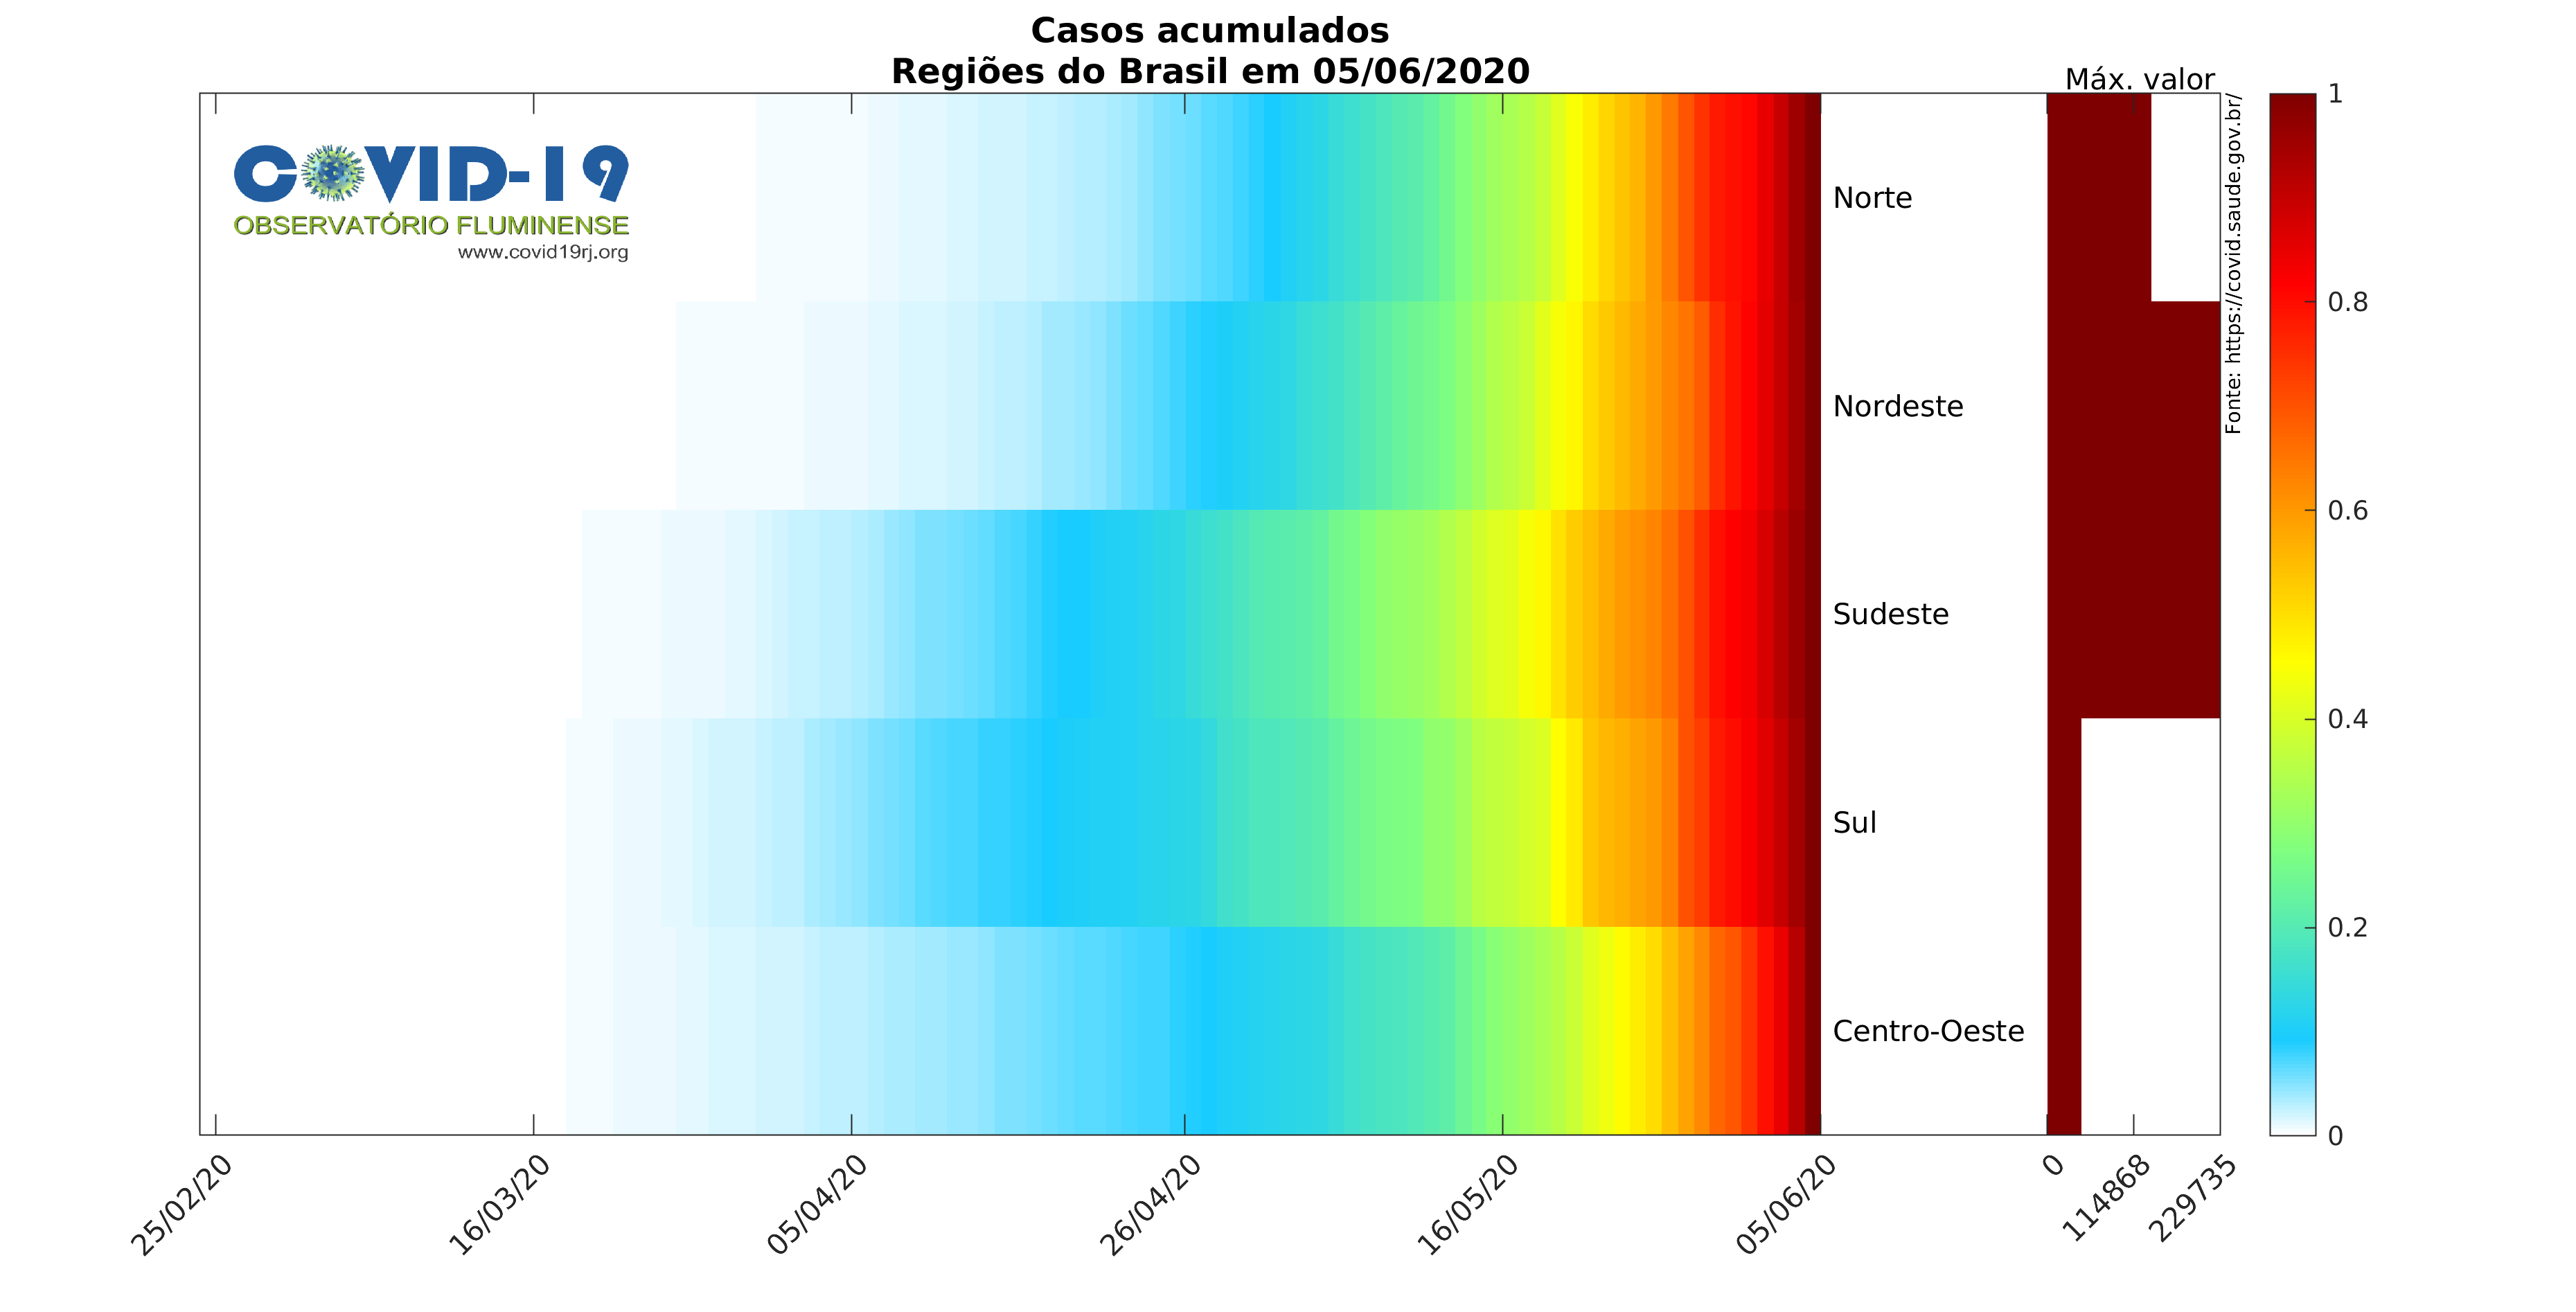 Casos acumulados
Regiões do Brasil em 05/06/2020
Máx. valor
COVID-19
OBSERVATÓRIO FLUMINENSE
www.covid19rj.org
Norte
Nordeste
Sudeste
Sul
Centro-Oeste
Fonte: https://covid.saude.gov.br/
1
0.8
0.6
0.4
0.2
0
25/02/20
16/03/20
05/04/20
26/04/20
16/05/20
05/06/20
0
114868
229735